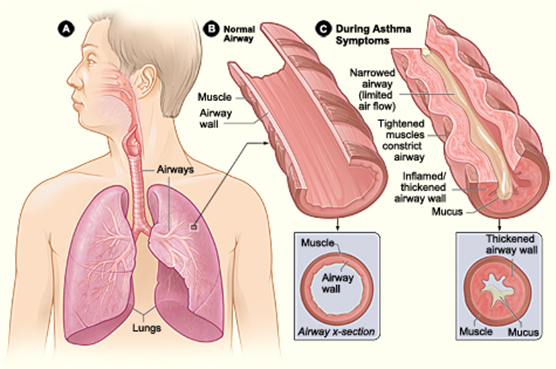 A
Airways
Lungs
B Normal
Airway
Muscle
Airway
wall
Muscle
Airway
wall
Airway x-section
C During Asthma
Symptoms
Narrowed
airway
(limited
air flow)
Tightened
muscles
constrict
airway
Inflamed/
thickened
airway wall
Mucus
Thickened
airway wall
Muscle
Mucus